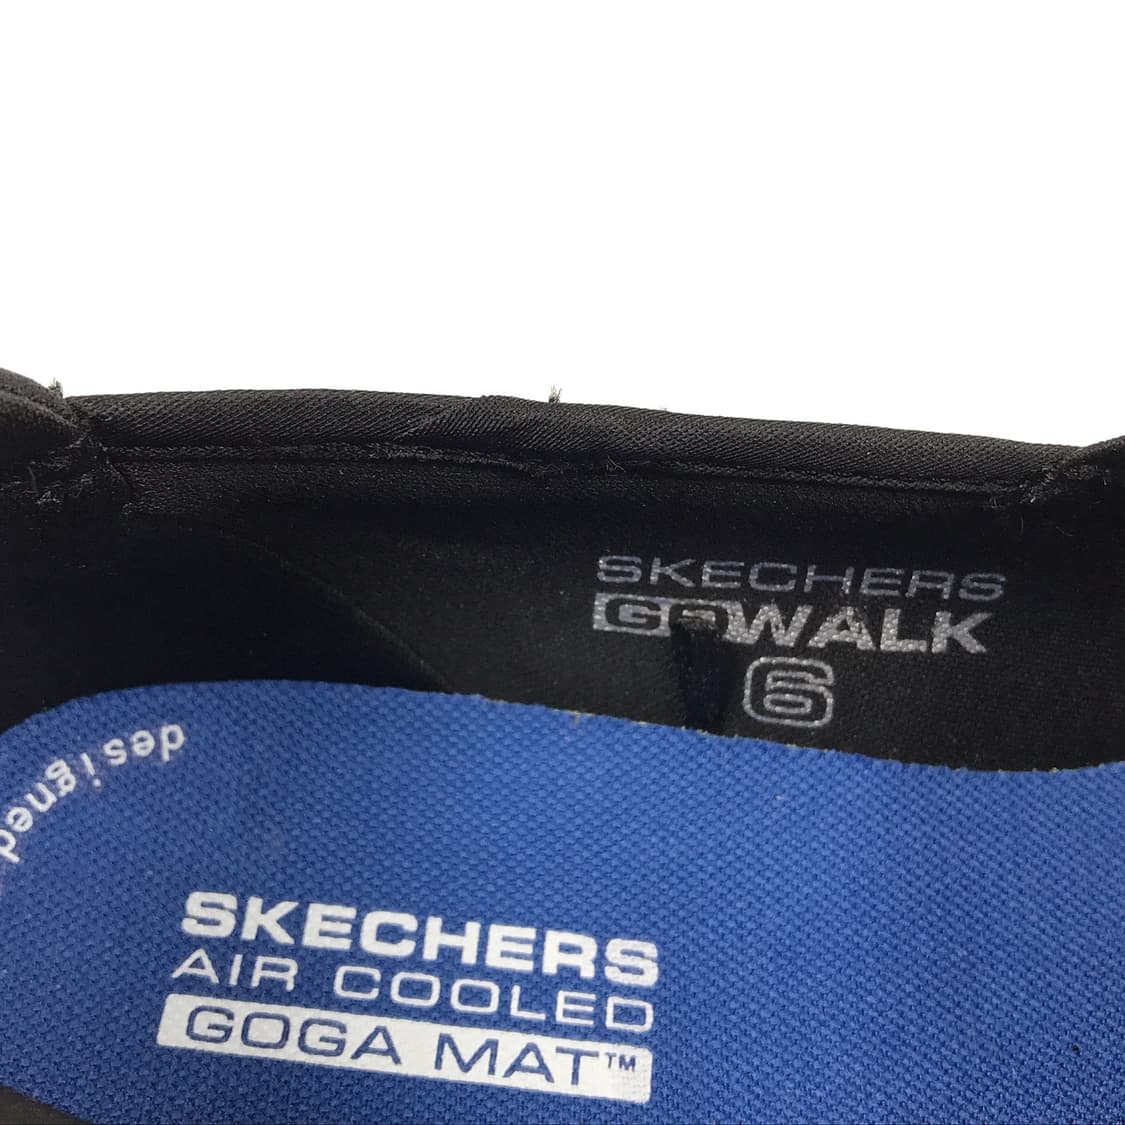 SKECHERS
GOWALK
6
designed
SKECHERS
AIR COOLED
GOGA MAT™